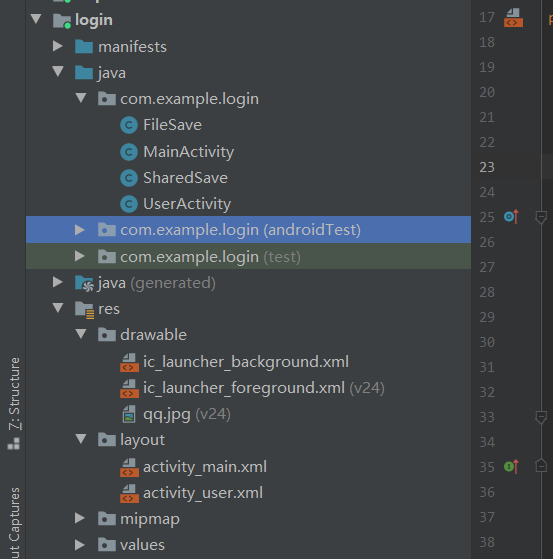 login
manifests
java
com.example.login
FileSave
MainActivity
SharedSave
UserActivity
com.example.login (androidTest)
com.example.login (test)
java (generated)
res
drawable
ic_launcher_background.xml
ic_launcher_foreground.xml (v24)
qq.jpg (v24)
layout
activity_main.xml
activity_user.xml
mipmap
values
Z: Structure
ut Captures
17
18
19
20
21
22
23
24
25
26
27
28
29
30
31
32
33
34
35
36
37
38